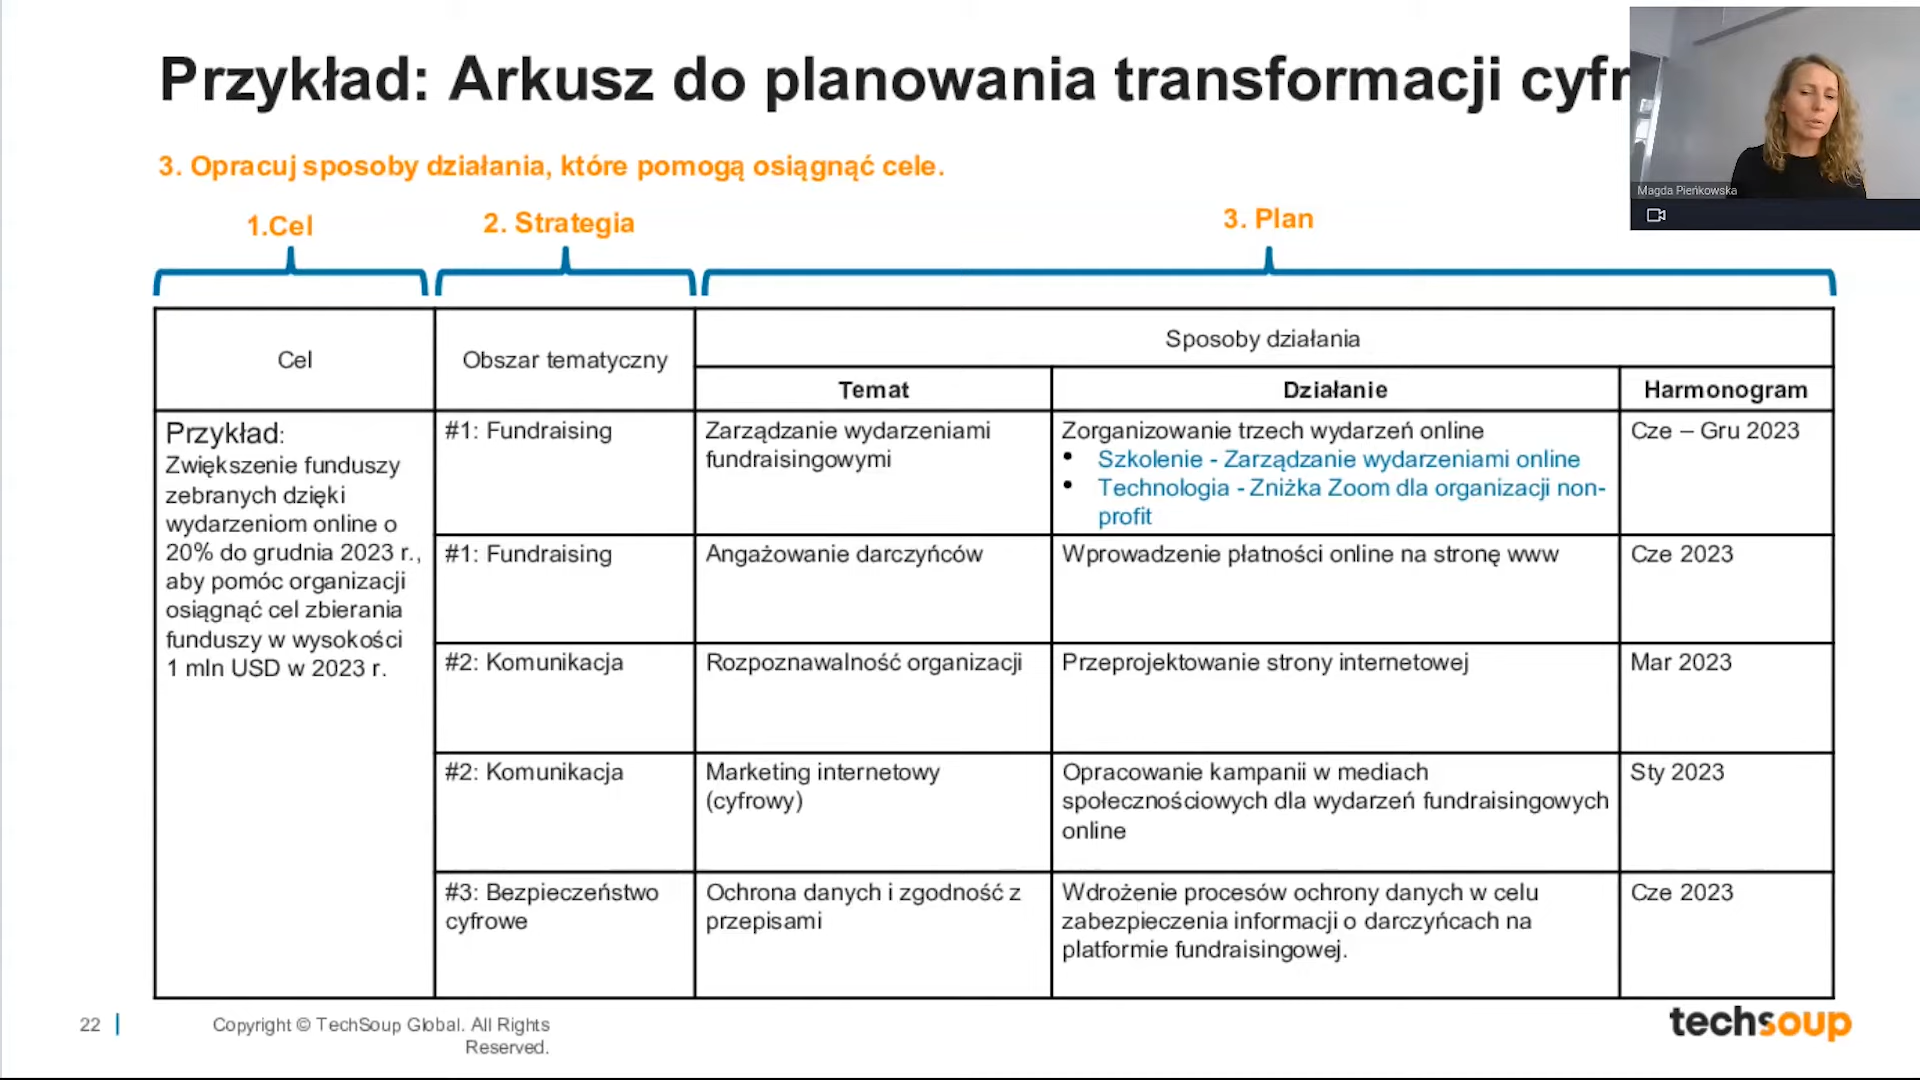 Przykład: Arkusz do planowania transformacji cyfr
3. Opracuj sposoby działania, które pomogą osiągnąć cele.
1.Cel
2. Strategia
3. Plan
Magda Pieńkowska
Cel
Obszar tematyczny
Sposoby działania
Temat
Działanie
Harmonogram
Przykład:
Zwiększenie funduszy
zebranych dzięki
wydarzeniom online o
20% do grudnia 2023 r.,
aby pomóc organizacji
osiągnąć cel zbierania
funduszy w wysokości
1 mln USD w 2023 r.
#1: Fundraising
Zarządzanie wydarzeniami
fundraisingowymi
Zorganizowanie trzech wydarzeń online
• Szkolenie - Zarządzanie wydarzeniami online
• Technologia - Zniżka Zoom dla organizacji non-
profit
Cze – Gru 2023
#1: Fundraising
Angażowanie darczyńców
Wprowadzenie płatności online na stronę www
Cze 2023
#2: Komunikacja
Rozpoznawalność organizacji
Przeprojektowanie strony internetowej
Mar 2023
#2: Komunikacja
Marketing internetowy
(cyfrowy)
Opracowanie kampanii w mediach
społecznościowych dla wydarzeń fundraisingowych
online
Sty 2023
#3: Bezpieczeństwo
cyfrowe
Ochrona danych i zgodność z
przepisami
Wdrożenie procesów ochrony danych w celu
zabezpieczenia informacji o darczyńcach na
platformie fundraisingowej.
Cze 2023
22
Copyright © TechSoup Global. All Rights
Reserved.
techsoup